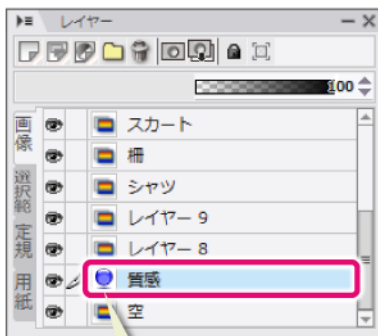 レイヤー
100
画像
選択範
定規
用紙
スカート
柵
シャツ
レイヤー 9
レイヤー 8
質感
空